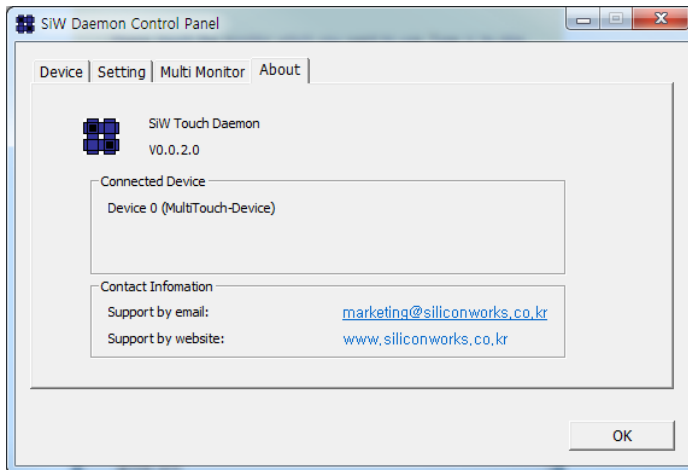 SiW Daemon Control Panel
Device Setting Multi Monitor About
SiW Touch Daemon
V0.0.2.0
Connected Device
Device 0 (MultiTouch-Device)
Contact Infomation
Support by email: marketing@siliconworks.co.kr
Support by website: www.siliconworks.co.kr
OK